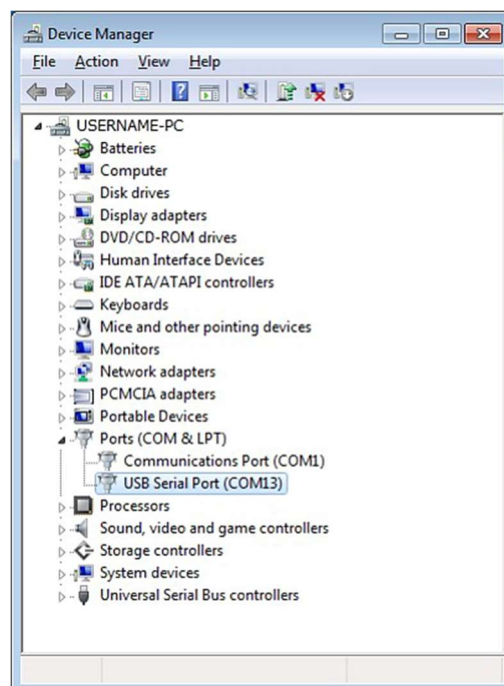 Device Manager
File Action View Help
USERNAME-PC
Batteries
Computer
Disk drives
Display adapters
DVD/CD-ROM drives
Human Interface Devices
IDE ATA/ATAPI controllers
Keyboards
Mice and other pointing devices
Monitors
Network adapters
PCMCIA adapters
Portable Devices
Ports (COM & LPT)
Communications Port (COM1)
USB Serial Port (COM13)
Processors
Sound, video and game controllers
Storage controllers
System devices
Universal Serial Bus controllers